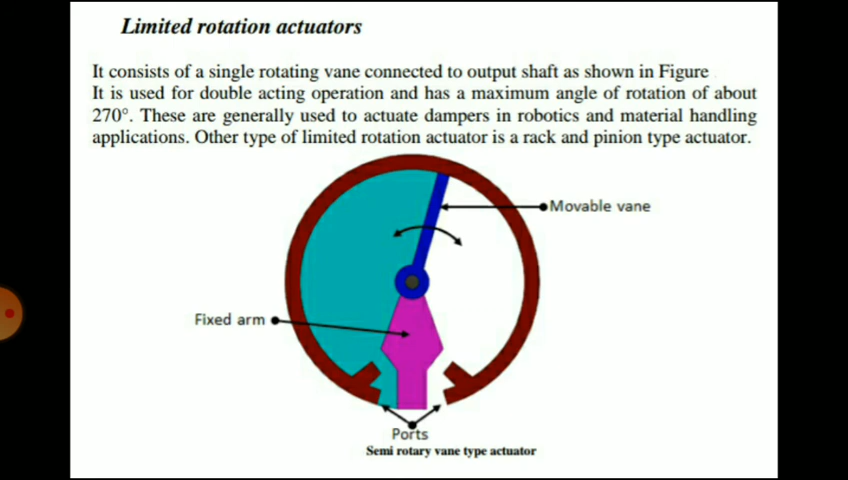 Limited rotation actuators
It consists of a single rotating vane connected to output shaft as shown in Figure
It is used for double acting operation and has a maximum angle of rotation of about
270°. These are generally used to actuate dampers in robotics and material handling
applications. Other type of limited rotation actuator is a rack and pinion type actuator.
Movable vane
Fixed arm
Ports
Semi rotary vane type actuator